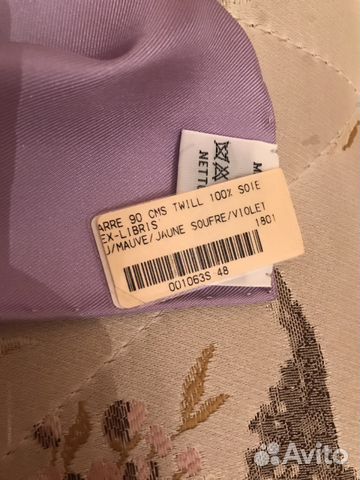 M
NETTO
ARRE 90 CMS TWILL 100% SOIE
EX-LIBRIS
U/MAUVE/JAUNE SOUFRE/VIOLET
1801
001063S 48
Avito